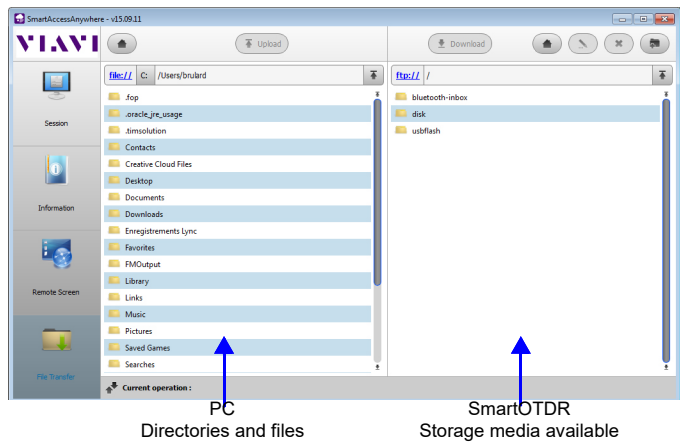 SmartAccessAnywhere - v15.09.11
VIAVI
Upload
Download
file:// C: /Users/brulard
ftp:// /
Session
Information
Remote Screen
File Transfer
.fop
.oracle_jre_usage
.timsolution
Contacts
Creative Cloud Files
Desktop
Documents
Downloads
Enregistrements Lync
Favorites
FMOutput
Library
Links
Music
Pictures
Saved Games
Searches
bluetooth-inbox
disk
usbflash
Current operation :
PC
Directories and files
SmartOTDR
Storage media available